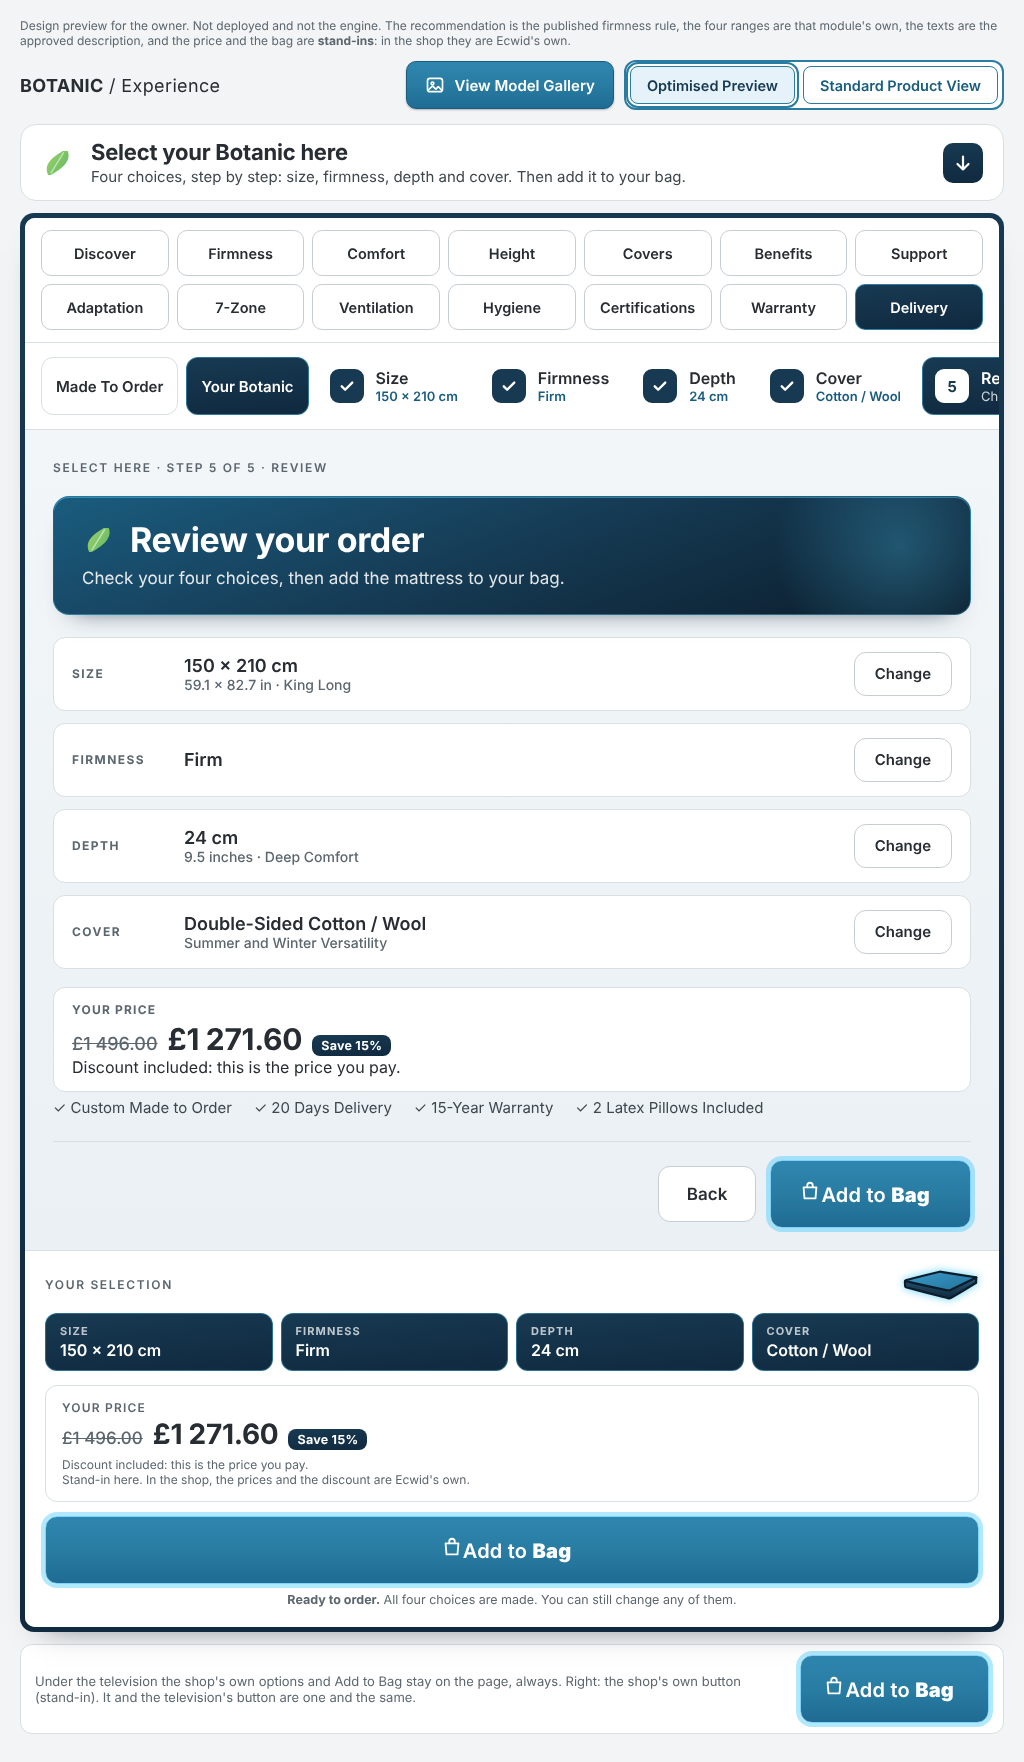 Design preview for the owner. Not deployed and not the engine. The recommendation is the published firmness rule, the four ranges are that module's own, the texts are the
approved description, and the price and the bag are stand-ins: in the shop they are Ecwid's own.
BOTANIC / Experience
View Model Gallery
Optimised Preview
Standard Product View
Select your Botanic here
Four choices, step by step: size, firmness, depth and cover. Then add it to your bag.
Discover
Firmness
Comfort
Height
Covers
Benefits
Support
Adaptation
7-Zone
Ventilation
Hygiene
Certifications
Warranty
Delivery
Made To Order
Your Botanic
Size
150 × 210 cm
Firmness
Firm
Depth
24 cm
Cover
Cotton / Wool
5
Re
Ch
SELECT HERE · STEP 5 OF 5 · REVIEW
Review your order
Check your four choices, then add the mattress to your bag.
SIZE
150 × 210 cm
59.1 × 82.7 in · King Long
Change
FIRMNESS
Firm
Change
DEPTH
24 cm
9.5 inches · Deep Comfort
Change
COVER
Double-Sided Cotton / Wool
Summer and Winter Versatility
Change
YOUR PRICE
£1 496.00 £1 271.60 Save 15%
Discount included: this is the price you pay.
✓ Custom Made to Order ✓ 20 Days Delivery ✓ 15-Year Warranty ✓ 2 Latex Pillows Included
Back
Add to Bag
YOUR SELECTION
SIZE
150 × 210 cm
FIRMNESS
Firm
DEPTH
24 cm
COVER
Cotton / Wool
YOUR PRICE
£1 496.00 £1 271.60 Save 15%
Discount included: this is the price you pay.
Stand-in here. In the shop, the prices and the discount are Ecwid's own.
Add to Bag
Ready to order. All four choices are made. You can still change any of them.
Under the television the shop's own options and Add to Bag stay on the page, always. Right: the shop's own button
(stand-in). It and the television's button are one and the same.
Add to Bag